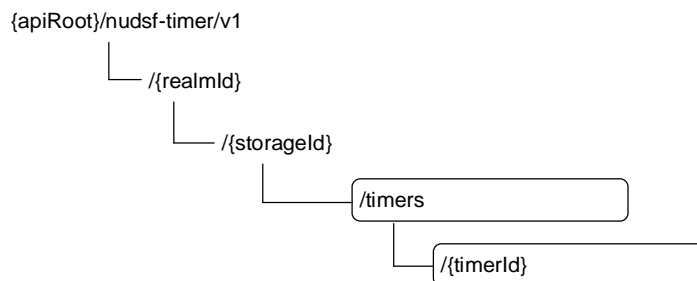 {apiRoot}/nudsf-timer/v1
/{realmId}
/{storageId}
/timers
/{timerId}